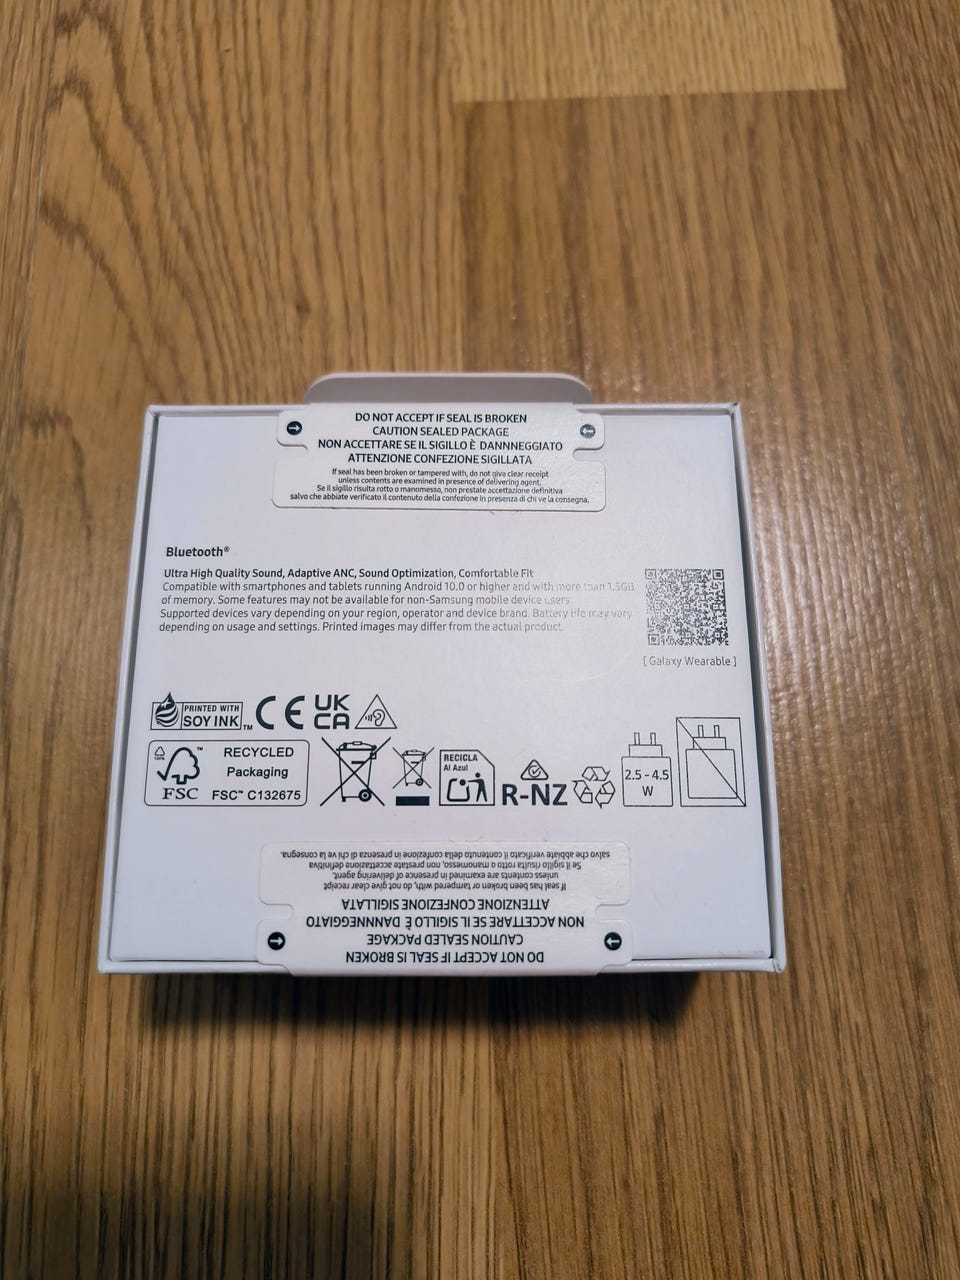 DO NOT ACCEPT IF SEAL IS BROKEN
CAUTION SEALED PACKAGE
NON ACCETTARE SE IL SIGILLO È DANNNEGGIATO
ATTENZIONE CONFEZIONE SIGILLATA
If seal has been broken or tampered with, do not give clear receipt
unless contents are examined in presence of delivering agent.
Se il sigillo risulta rotto o manomesso, non prestate accettazione definitiva
salvo che abbiate verificato il contenuto della confezione in presenza di chi ve la consegna.
Bluetooth®
Ultra High Quality Sound, Adaptive ANC, Sound Optimization, Comfortable Fit
Compatible with smartphones and tablets running Android 10.0 or higher and with more than 1.5GB
of memory. Some features may not be available for non-Samsung mobile device users.
Supported devices vary depending on your region, operator and device brand. Battery life may vary
depending on usage and settings. Printed images may differ from the actual product.
[ Galaxy Wearable ]
PRINTED WITH
SOY INK™
CE
UK
CA
100%
FSC™
RECYCLED
Packaging
FSC™ C132675
RECICLA
Al Azul
R-NZ
2.5 - 4.5
W
DO NOT ACCEPT IF SEAL IS BROKEN
CAUTION SEALED PACKAGE
NON ACCETTARE SE IL SIGILLO È DANNNEGGIATO
ATTENZIONE CONFEZIONE SIGILLATA
If seal has been broken or tampered with, do not give clear receipt
unless contents are examined in presence of delivering agent.
Se il sigillo risulta rotto o manomesso, non prestate accettazione definitiva
salvo che abbiate verificato il contenuto della confezione in presenza di chi ve la consegna.